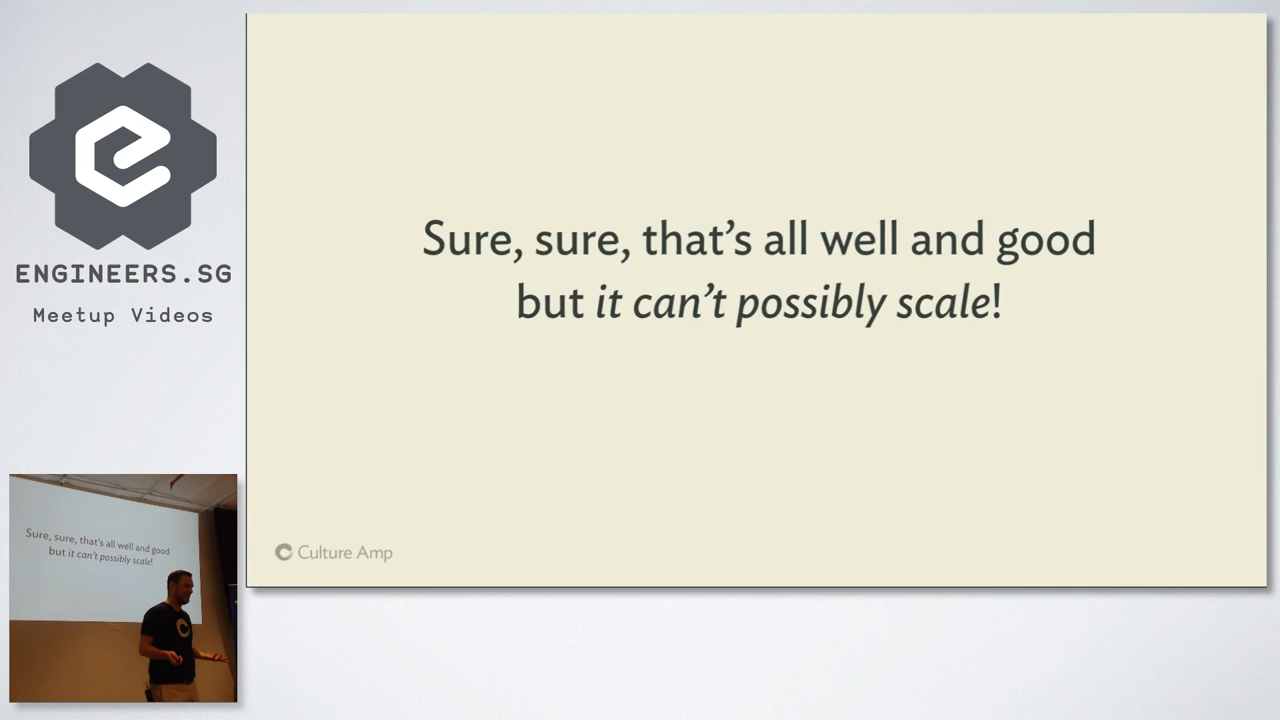 ENGINEERS.SG
Meetup Videos
Sure, sure, that’s all well and good
but it can’t possibly scale!
Culture Amp
Sure, sure, that’s all well and good
but it can’t possibly scale!